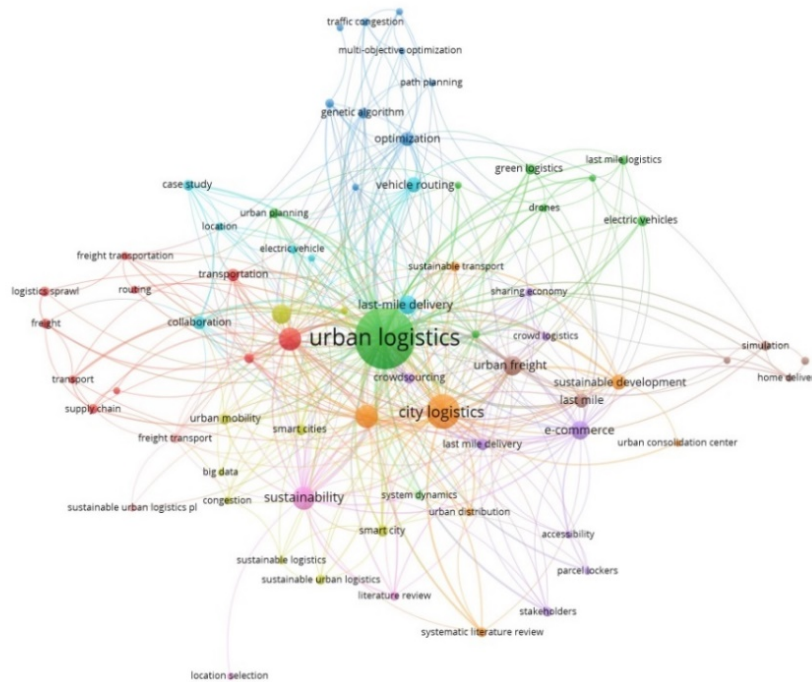 traffic congestion
multi-objective optimization
path planning
genetic algorithm
optimization
last mile logistics
green logistics
case study
vehicle routing
drones
urban planning
electric vehicles
location
electric vehicle
freight transportation
sustainable transport
transportation
logistics sprawl
routing
sharing economy
last-mile delivery
freight
collaboration
urban logistics
crowd logistics
simulation
urban freight
transport
crowdsourcing
sustainable development
home delive
last mile
supply chain
city logistics
urban mobility
smart cities
e-commerce
freight transport
last mile delivery
urban consolidation center
big data
sustainability
system dynamics
congestion
sustainable urban logistics pl
urban distribution
smart city
accessibility
sustainable logistics
parcel lockers
sustainable urban logistics
literature review
stakeholders
systematic literature review
location selection